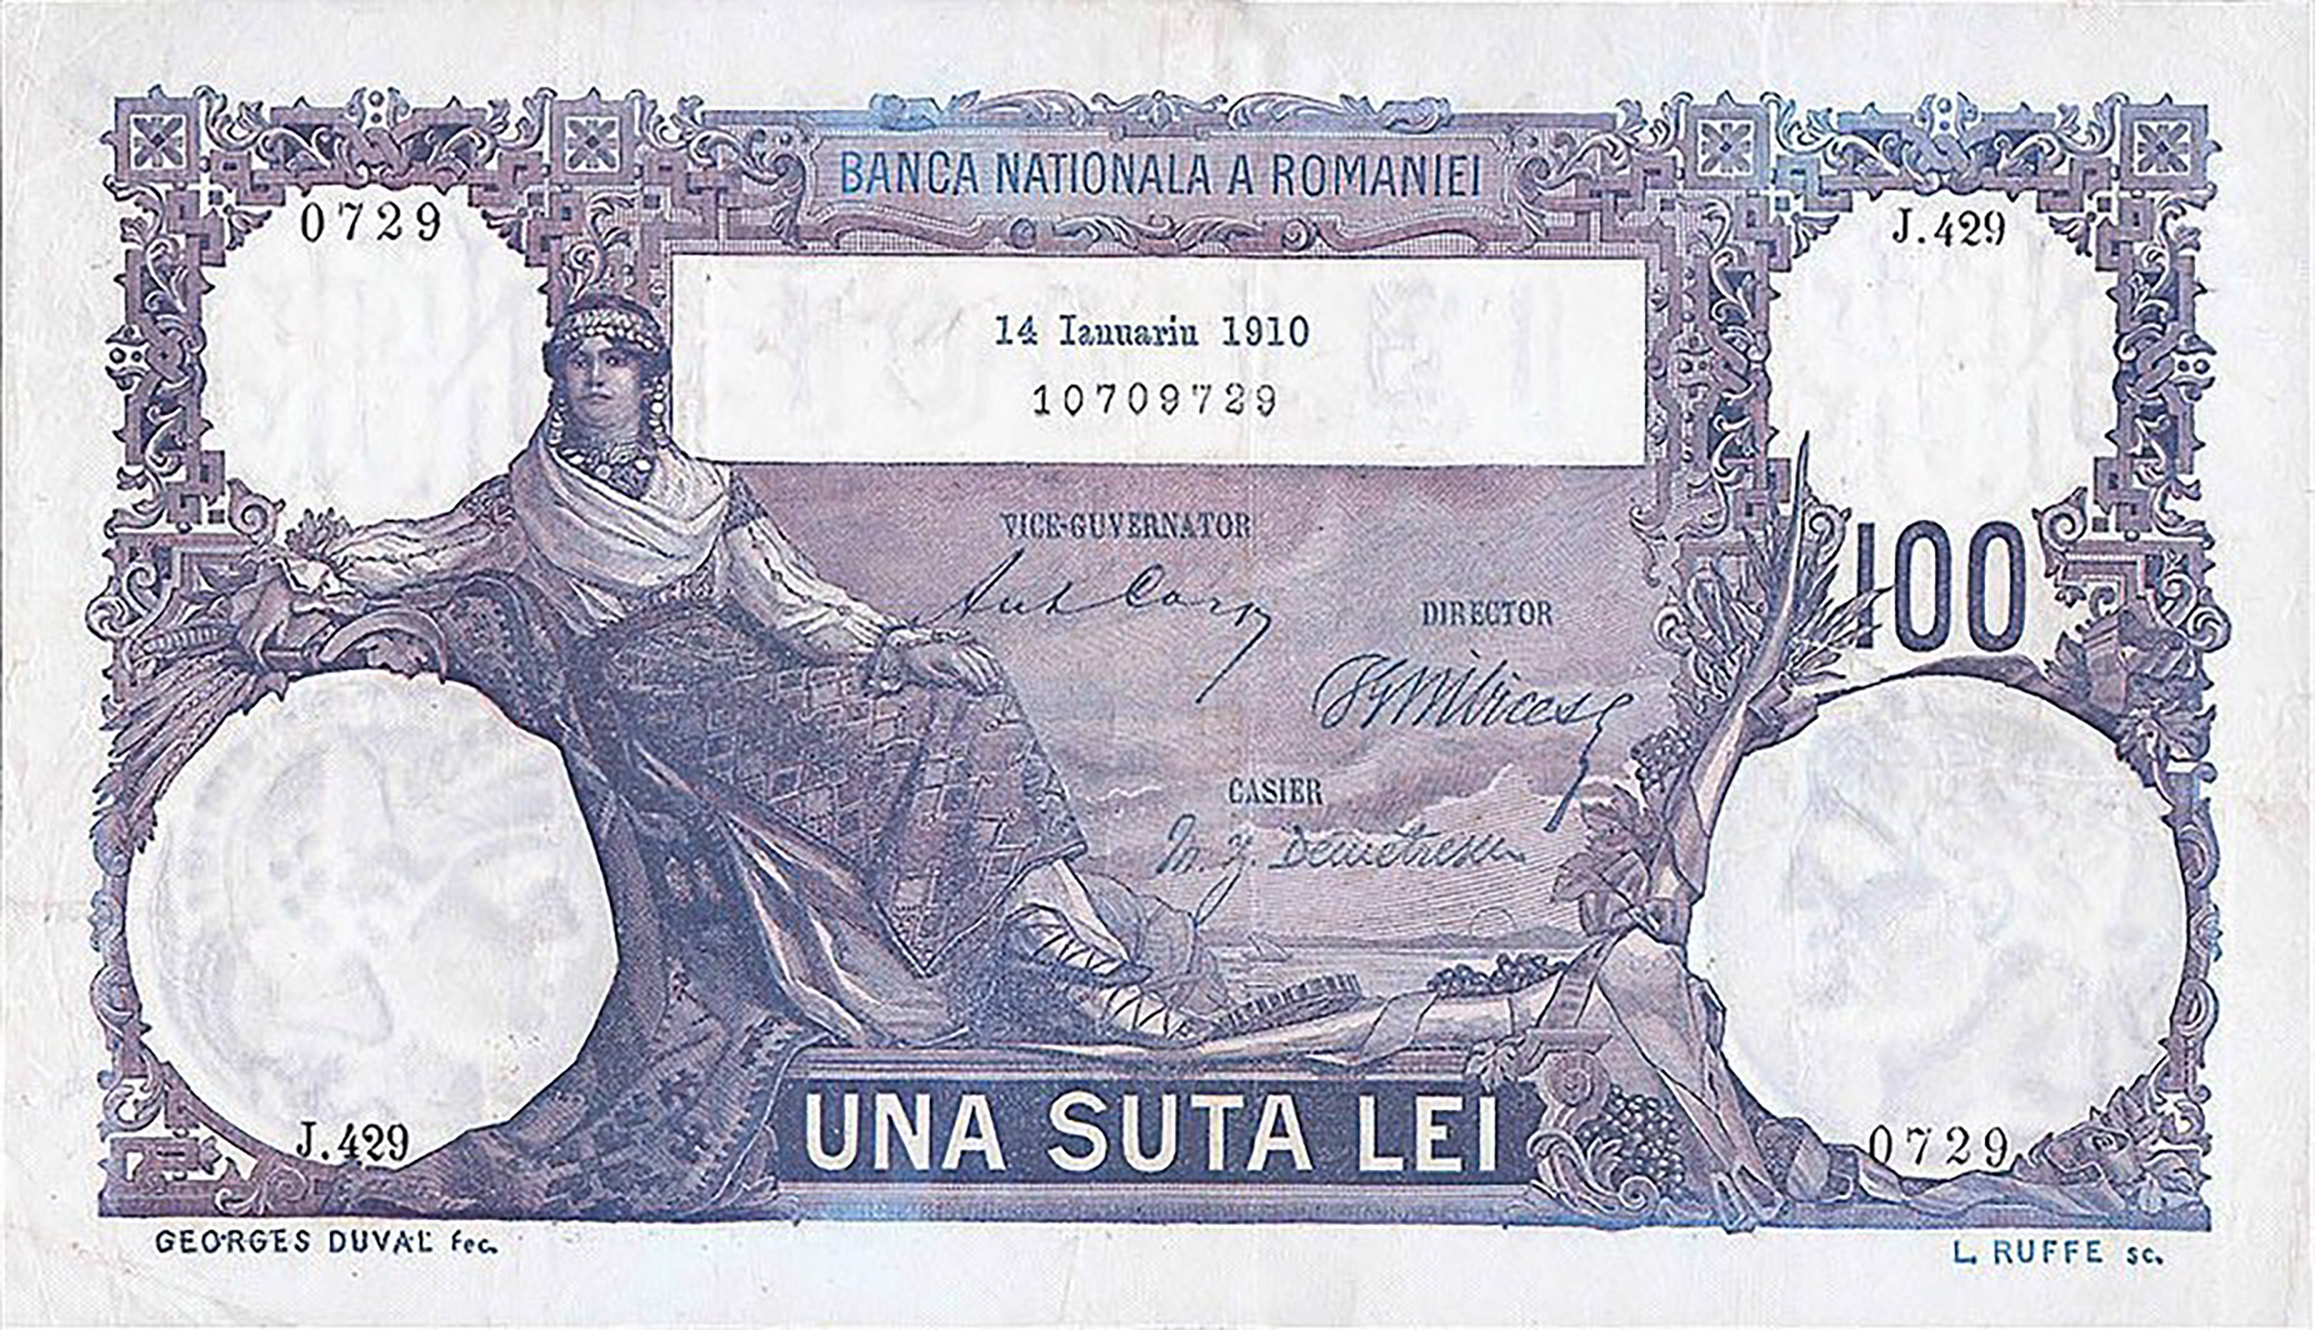 BANCA NATIONALA A ROMANIEI
0729
J.429
14 Ianuariu 1910
10709729
VICE-GUVERNATOR
100
DIRECTOR
CASIER
M. Z. Demetrescu
UNA SUTA LEI
J.429
0729
GEORGES DUVAL fec.
L. RUFFE sc.